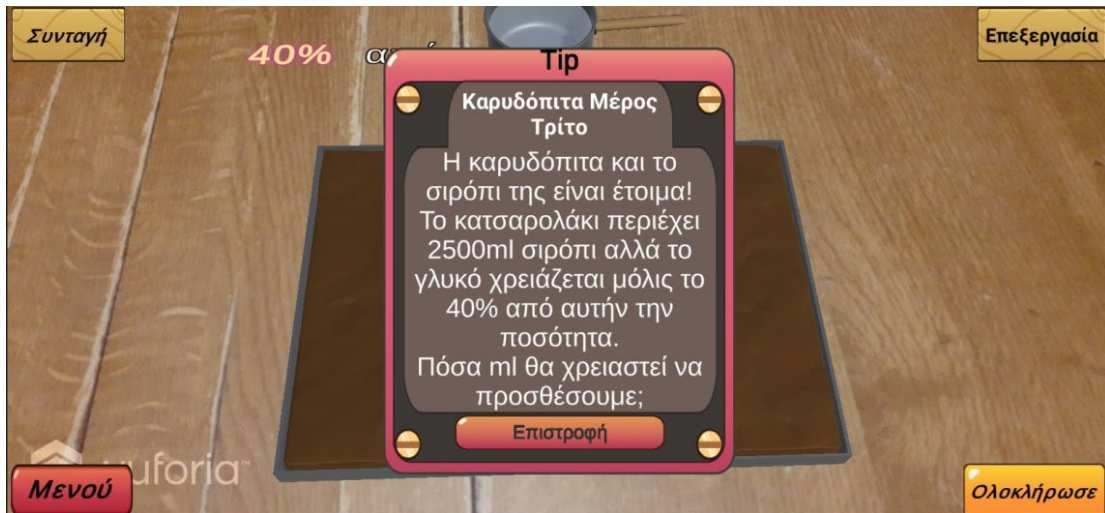 Συνταγή
Επεξεργασία
40%
Tip
Καρυδόπιτα Μέρος
Τρίτο
Η καρυδόπιτα και το
σιρόπι της είναι έτοιμα!
Το κατσαρολάκι περιέχει
2500ml σιρόπι αλλά το
γλυκό χρειάζεται μόλις το
40% από αυτήν την
ποσότητα.
Πόσα ml θα χρειαστεί να
προσθέσουμε;
Επιστροφή
vuforia™
Μενού
Ολοκλήρωσε